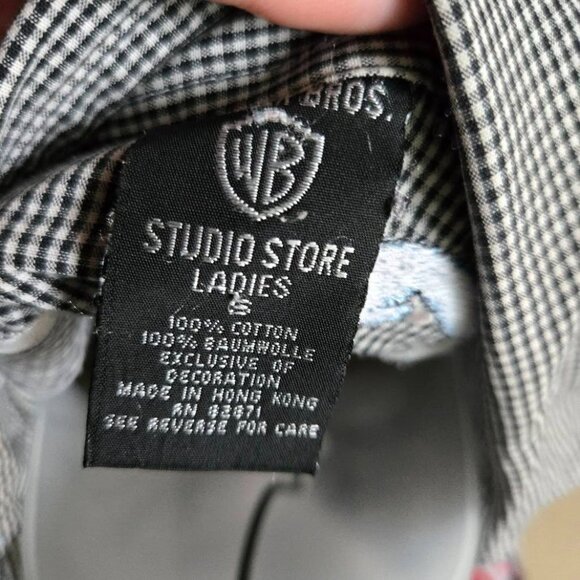 BROS.
WB
STUDIO STORE
LADIES
S
100% COTTON
100% BAUMWOLLE
EXCLUSIVE OF
DECORATION
MADE IN HONG KONG
RN 82871
SEE REVERSE FOR CARE